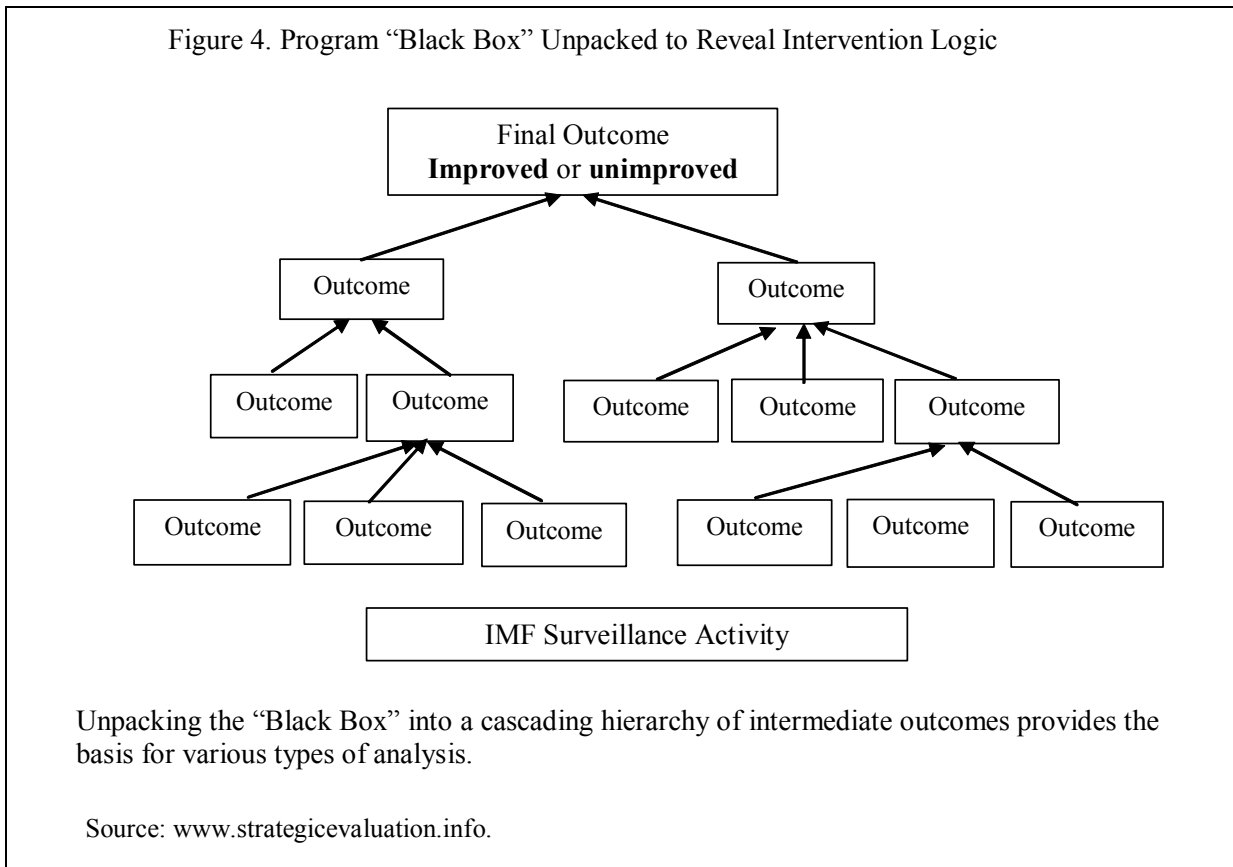 Figure 4. Program “Black Box” Unpacked to Reveal Intervention Logic
Final Outcome
Improved or unimproved
Outcome
Outcome
Outcome
Outcome
Outcome
Outcome
Outcome
Outcome
Outcome
Outcome
Outcome
Outcome
Outcome
IMF Surveillance Activity
Unpacking the “Black Box” into a cascading hierarchy of intermediate outcomes provides the
basis for various types of analysis.
Source: www.strategicevaluation.info.